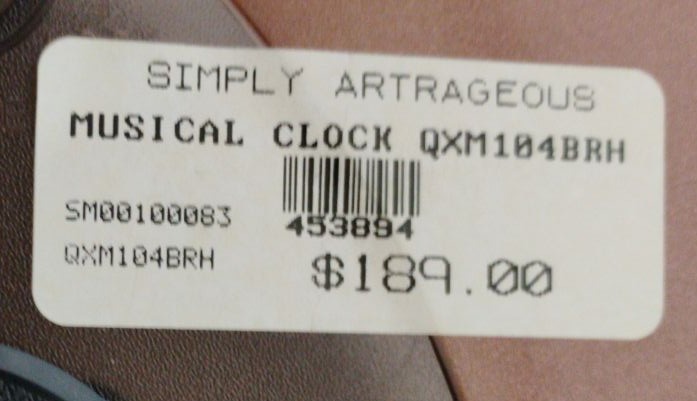 SIMPLY ARTRAGEOUS
MUSICAL CLOCK QXM104BRH
453894
SM00100083
QXM104BRH
$189.00